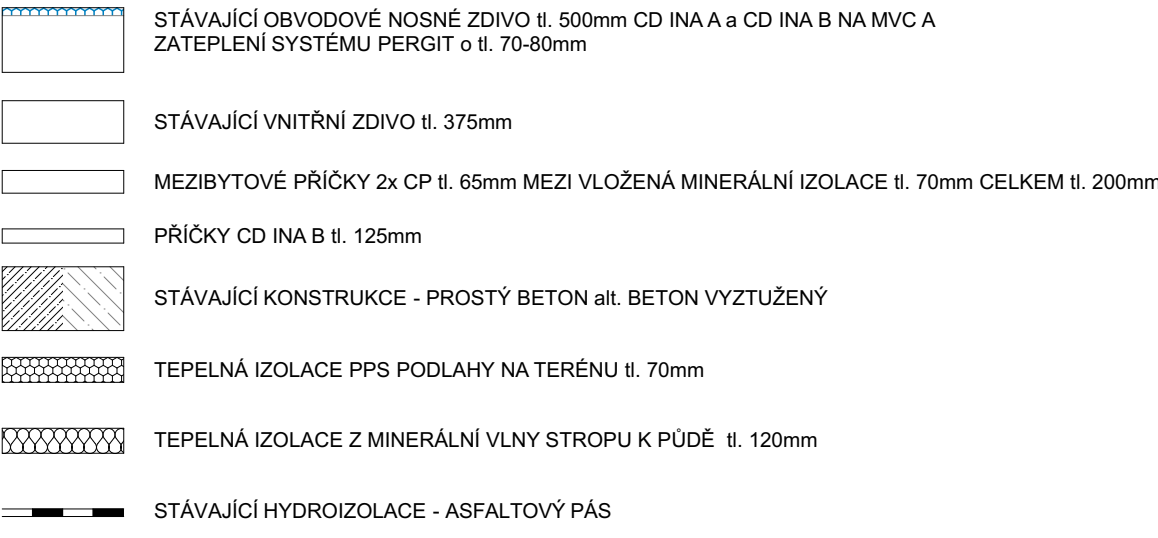 STÁVAJÍCÍ OBVODOVÉ NOSNÉ ZDIVO tl. 500mm CD INA A a CD INA B NA MVC A
ZATEPLENÍ SYSTÉMU PERGIT o tl. 70-80mm
STÁVAJÍCÍ VNITŘNÍ ZDIVO tl. 375mm
MEZIBYTOVÉ PŘÍČKY 2x CP tl. 65mm MEZI VLOŽENÁ MINERÁLNÍ IZOLACE tl. 70mm CELKEM tl. 200mm
PŘÍČKY CD INA B tl. 125mm
STÁVAJÍCÍ KONSTRUKCE - PROSTÝ BETON alt. BETON VYZTUŽENÝ
TEPELNÁ IZOLACE PPS PODLAHY NA TERÉNU tl. 70mm
TEPELNÁ IZOLACE Z MINERÁLNÍ VLNY STROPU K PŮDĚ tl. 120mm
STÁVAJÍCÍ HYDROIZOLACE - ASFALTOVÝ PÁS